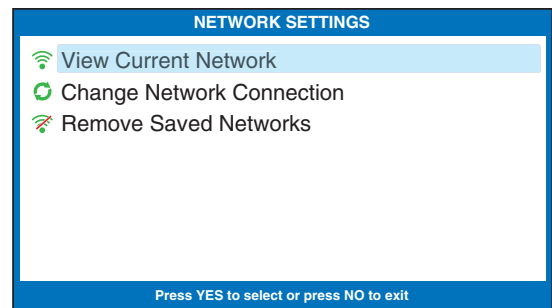 NETWORK SETTINGS
View Current Network
Change Network Connection
Remove Saved Networks
Press YES to select or press NO to exit